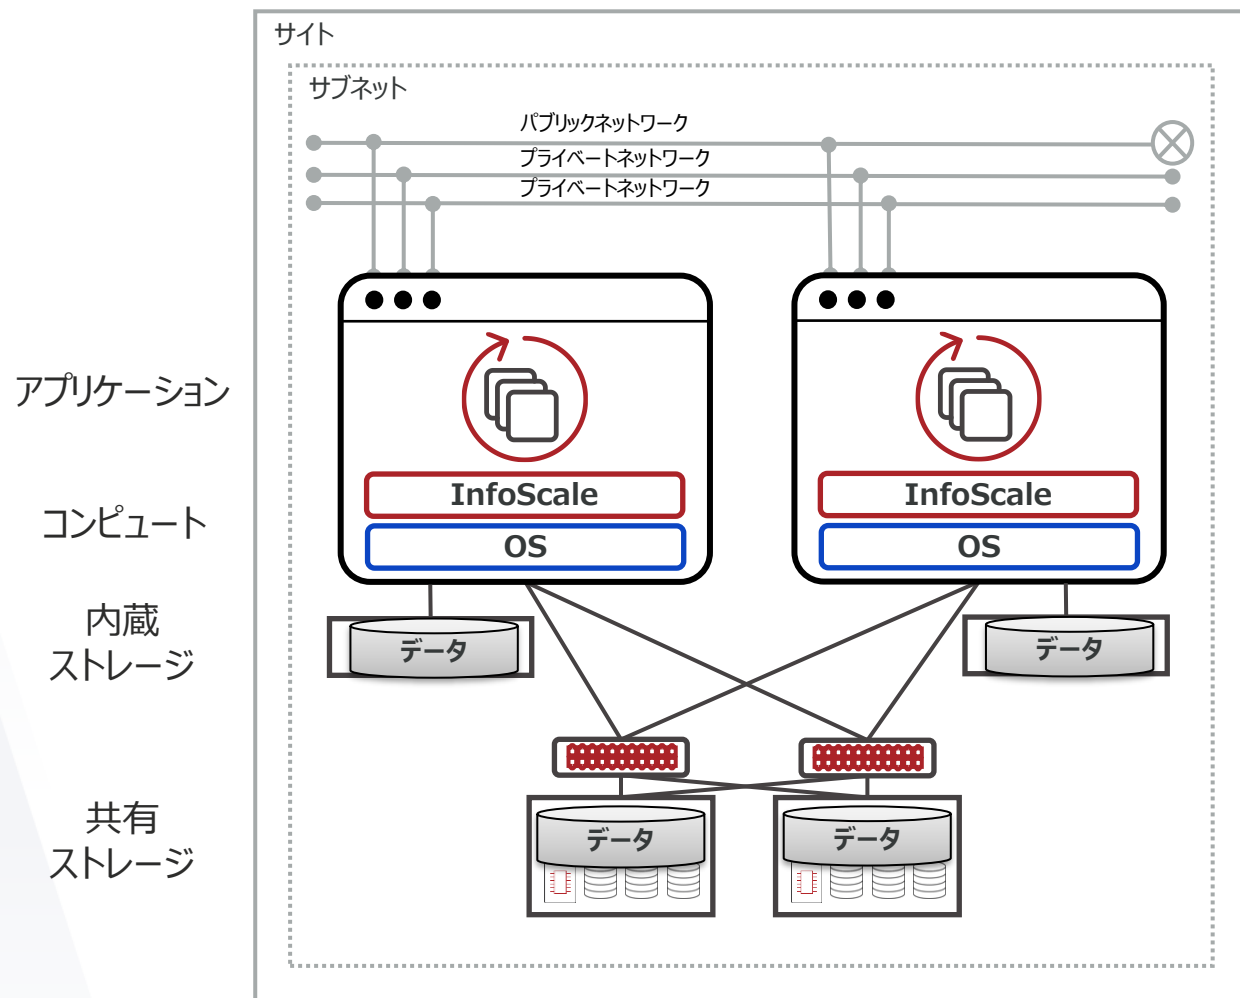 サイト
サブネット
パブリックネットワーク
プライベートネットワーク
プライベートネットワーク
アプリケーション
コンピュート
InfoScale
InfoScale
OS
OS
内蔵
ストレージ
データ
データ
共有
ストレージ
データ
データ